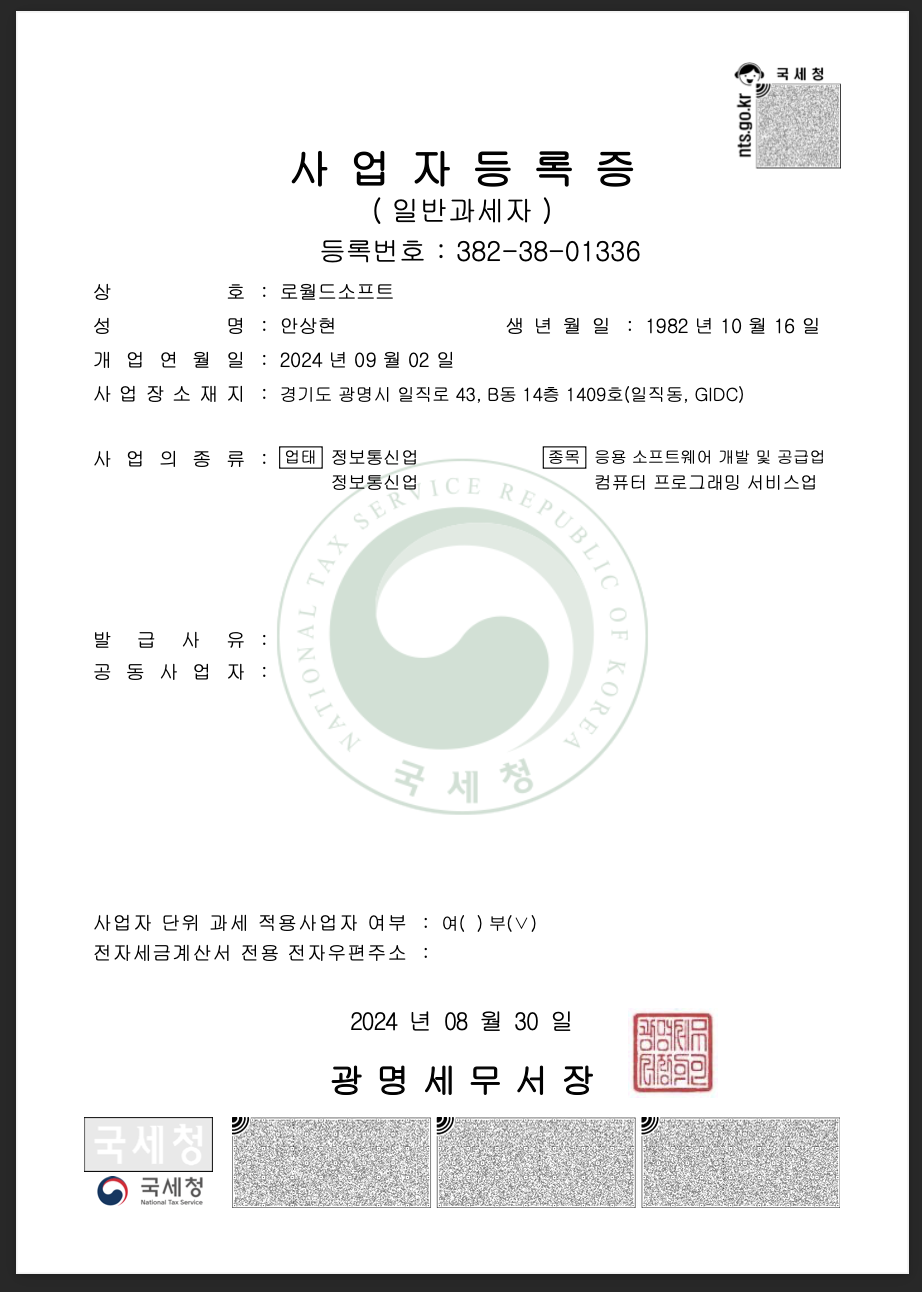 국세청
nts.go.kr
사업자등록증
( 일반과세자 )
등록번호 : 382-38-01336
상호 : 로월드소프트
성명 : 안상현 생년월일 : 1982 년 10 월 16 일
개업연월일 : 2024 년 09 월 02 일
사업장소재지 : 경기도 광명시 일직로 43, B동 14층 1409호(일직동, GIDC)
사업의종류 : 업태 정보통신업 종목 응용 소프트웨어 개발 및 공급업
정보통신업 컴퓨터 프로그래밍 서비스업
NATIONAL TAX SERVICE REPUBLIC OF KOREA
국세청
발급사유 :
공동사업자 :
사업자 단위 과세 적용사업자 여부 : 여( ) 부(∨)
전자세금계산서 전용 전자우편주소 :
2024 년 08 월 30 일
광명세무서장
국세청
국세청
National Tax Service